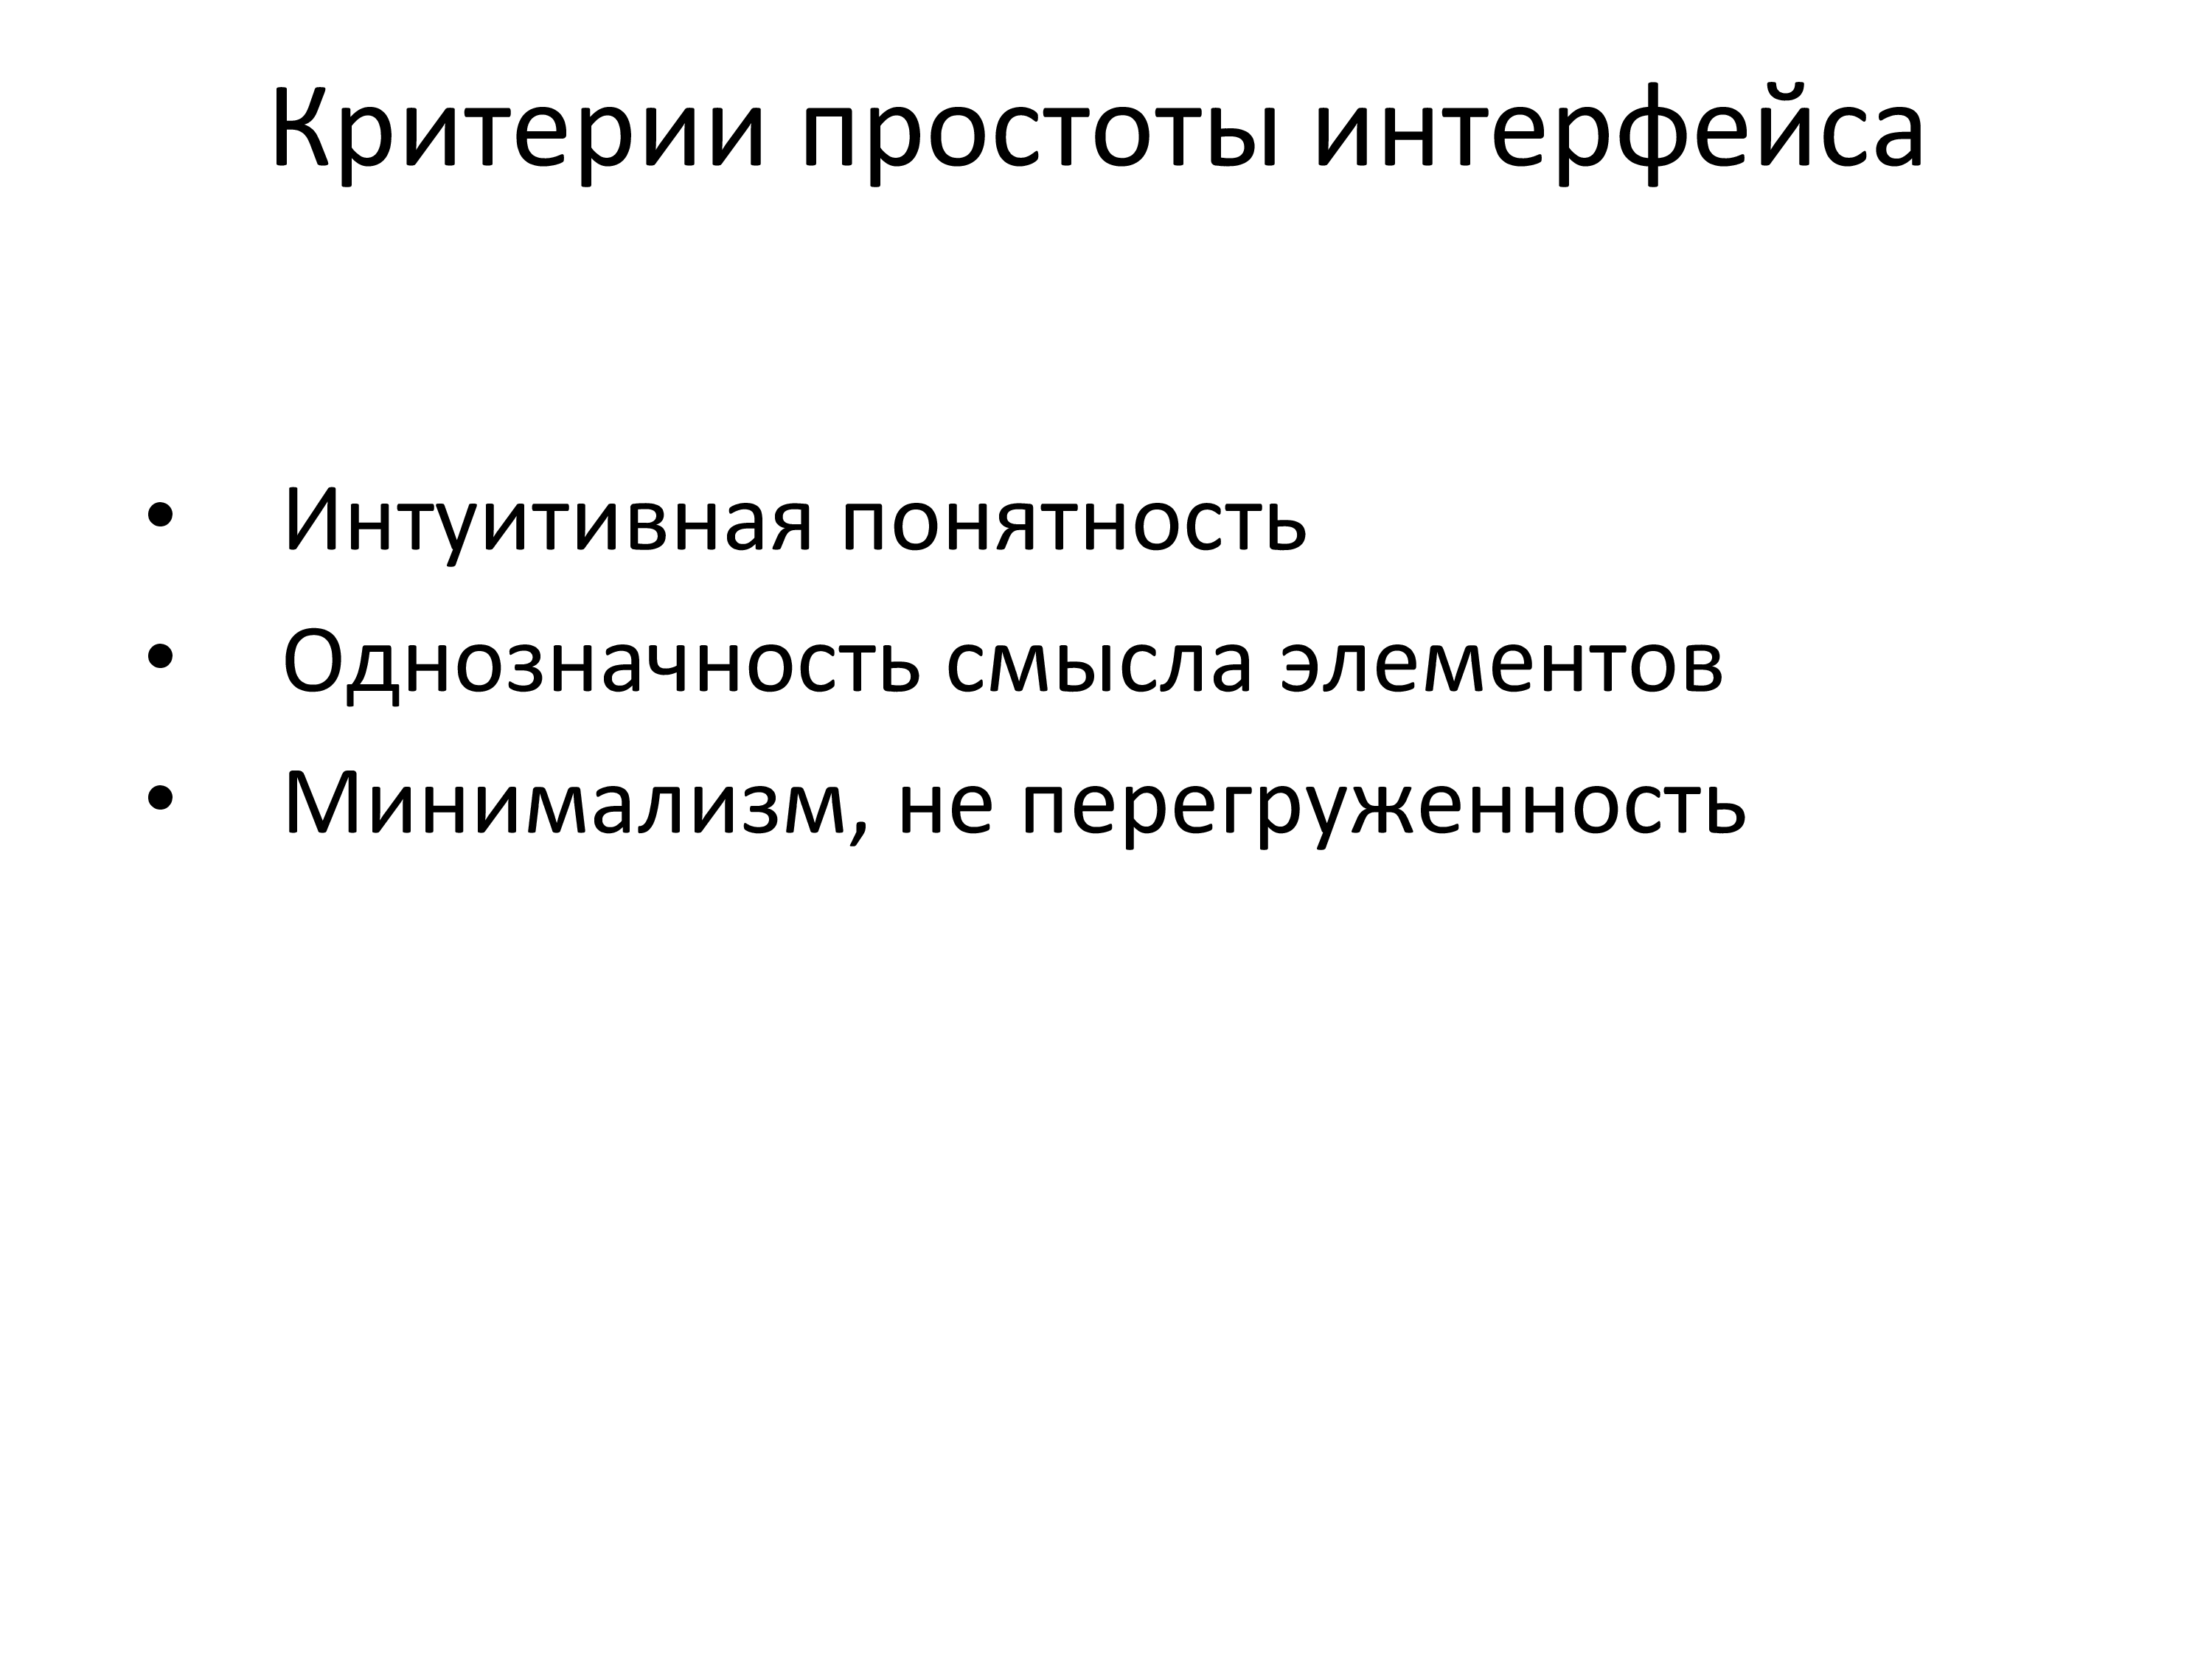 Критерии простоты интерфейса
• Интуитивная понятность
• Однозначность смысла элементов
• Минимализм, не перегруженность